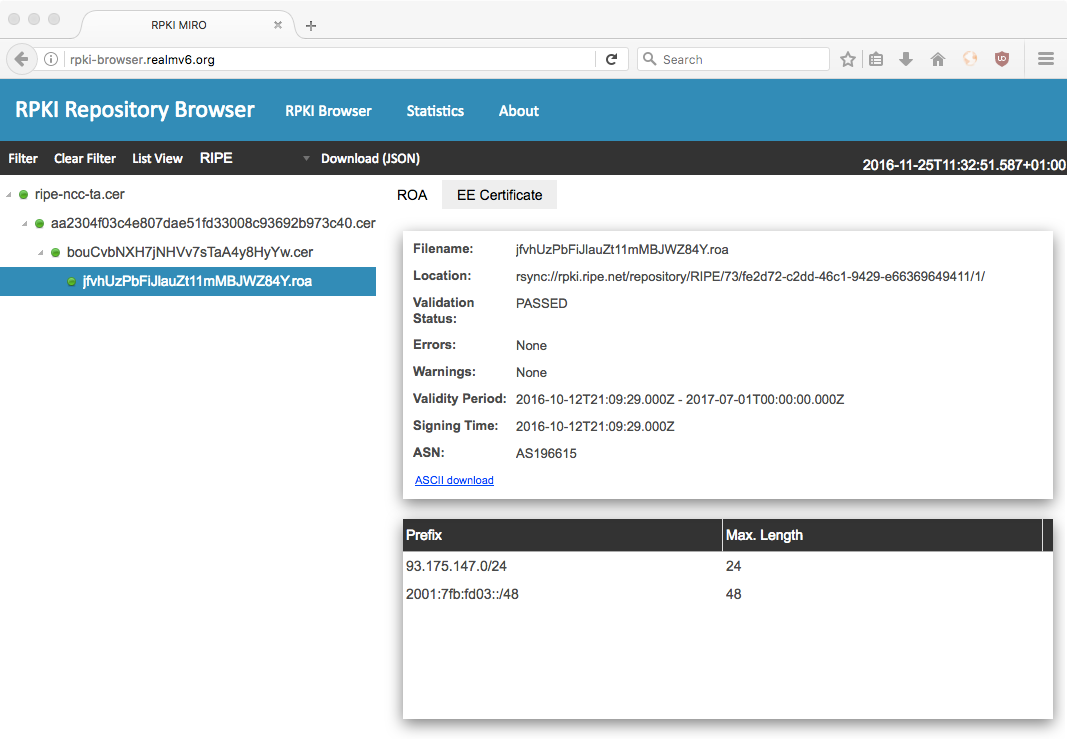 RPKI MIRO
rpki-browser.realmv6.org
Search
RPKI Repository Browser RPKI Browser Statistics About
Filter Clear Filter List View RIPE Download (JSON) 2016-11-25T11:32:51.587+01:00
ripe-ncc-ta.cer
aa2304f03c4e807dae51fd33008c93692b973c40.cer
bouCvbNXH7jNHVv7sTaA4y8HyYw.cer
jfvhUzPbFiJlauZt11mMBJWZ84Y.roa
ROA EE Certificate
Filename: jfvhUzPbFiJlauZt11mMBJWZ84Y.roa
Location: rsync://rpki.ripe.net/repository/RIPE/73/fe2d72-c2dd-46c1-9429-e66369649411/1/
Validation Status: PASSED
Errors: None
Warnings: None
Validity Period: 2016-10-12T21:09:29.000Z - 2017-07-01T00:00:00.000Z
Signing Time: 2016-10-12T21:09:29.000Z
ASN: AS196615
ASCII download
Prefix Max. Length
93.175.147.0/24 24
2001:7fb:fd03::/48 48